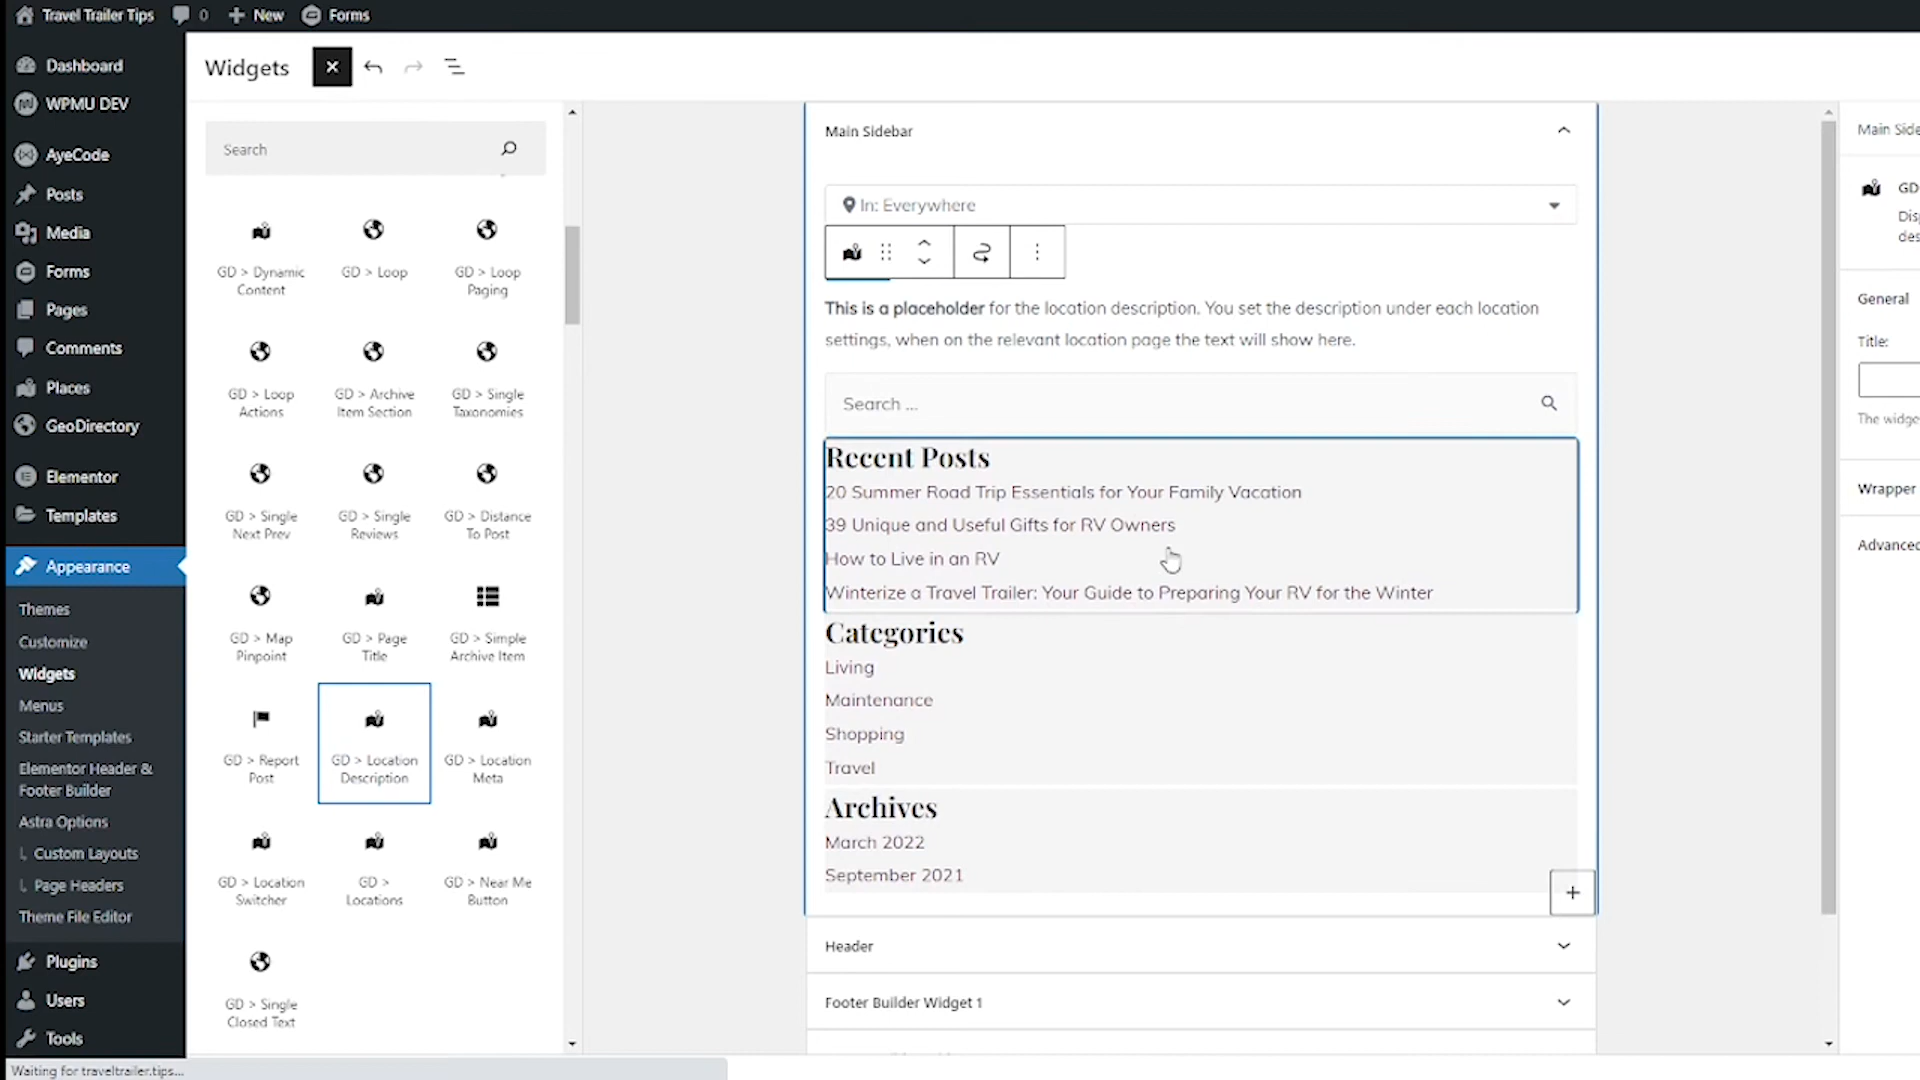 Travel Trailer Tips 0 New Forms
Dashboard
WPMU DEV
AyeCode
Posts
Media
Forms
Pages
Comments
Places
GeoDirectory
Elementor
Templates
Appearance
Themes
Customize
Widgets
Menus
Starter Templates
Elementor Header &
Footer Builder
Astra Options
Custom Layouts
Page Headers
Theme File Editor
Plugins
Users
Tools
Waiting for traveltrailer.tips...
Widgets
Search
GD > Dynamic
Content
GD > Loop
GD > Loop
Paging
GD > Loop
Actions
GD > Archive
Item Section
GD > Single
Taxonomies
GD > Single
Next Prev
GD > Single
Reviews
GD > Distance
To Post
GD > Map
Pinpoint
GD > Page
Title
GD > Simple
Archive Item
GD > Report
Post
GD > Location
Description
GD > Location
Meta
GD > Location
Switcher
GD >
Locations
GD > Near Me
Button
GD > Single
Closed Text
Main Sidebar
In: Everywhere
This is a placeholder for the location description. You set the description under each location
settings, when on the relevant location page the text will show here.
Search ...
Recent Posts
20 Summer Road Trip Essentials for Your Family Vacation
39 Unique and Useful Gifts for RV Owners
How to Live in an RV
Winterize a Travel Trailer: Your Guide to Preparing Your RV for the Winter
Categories
Living
Maintenance
Shopping
Travel
Archives
March 2022
September 2021
Header
Footer Builder Widget 1
Main Side
GD
Dis
des
General
Title:
The widge
Wrapper
Advanced